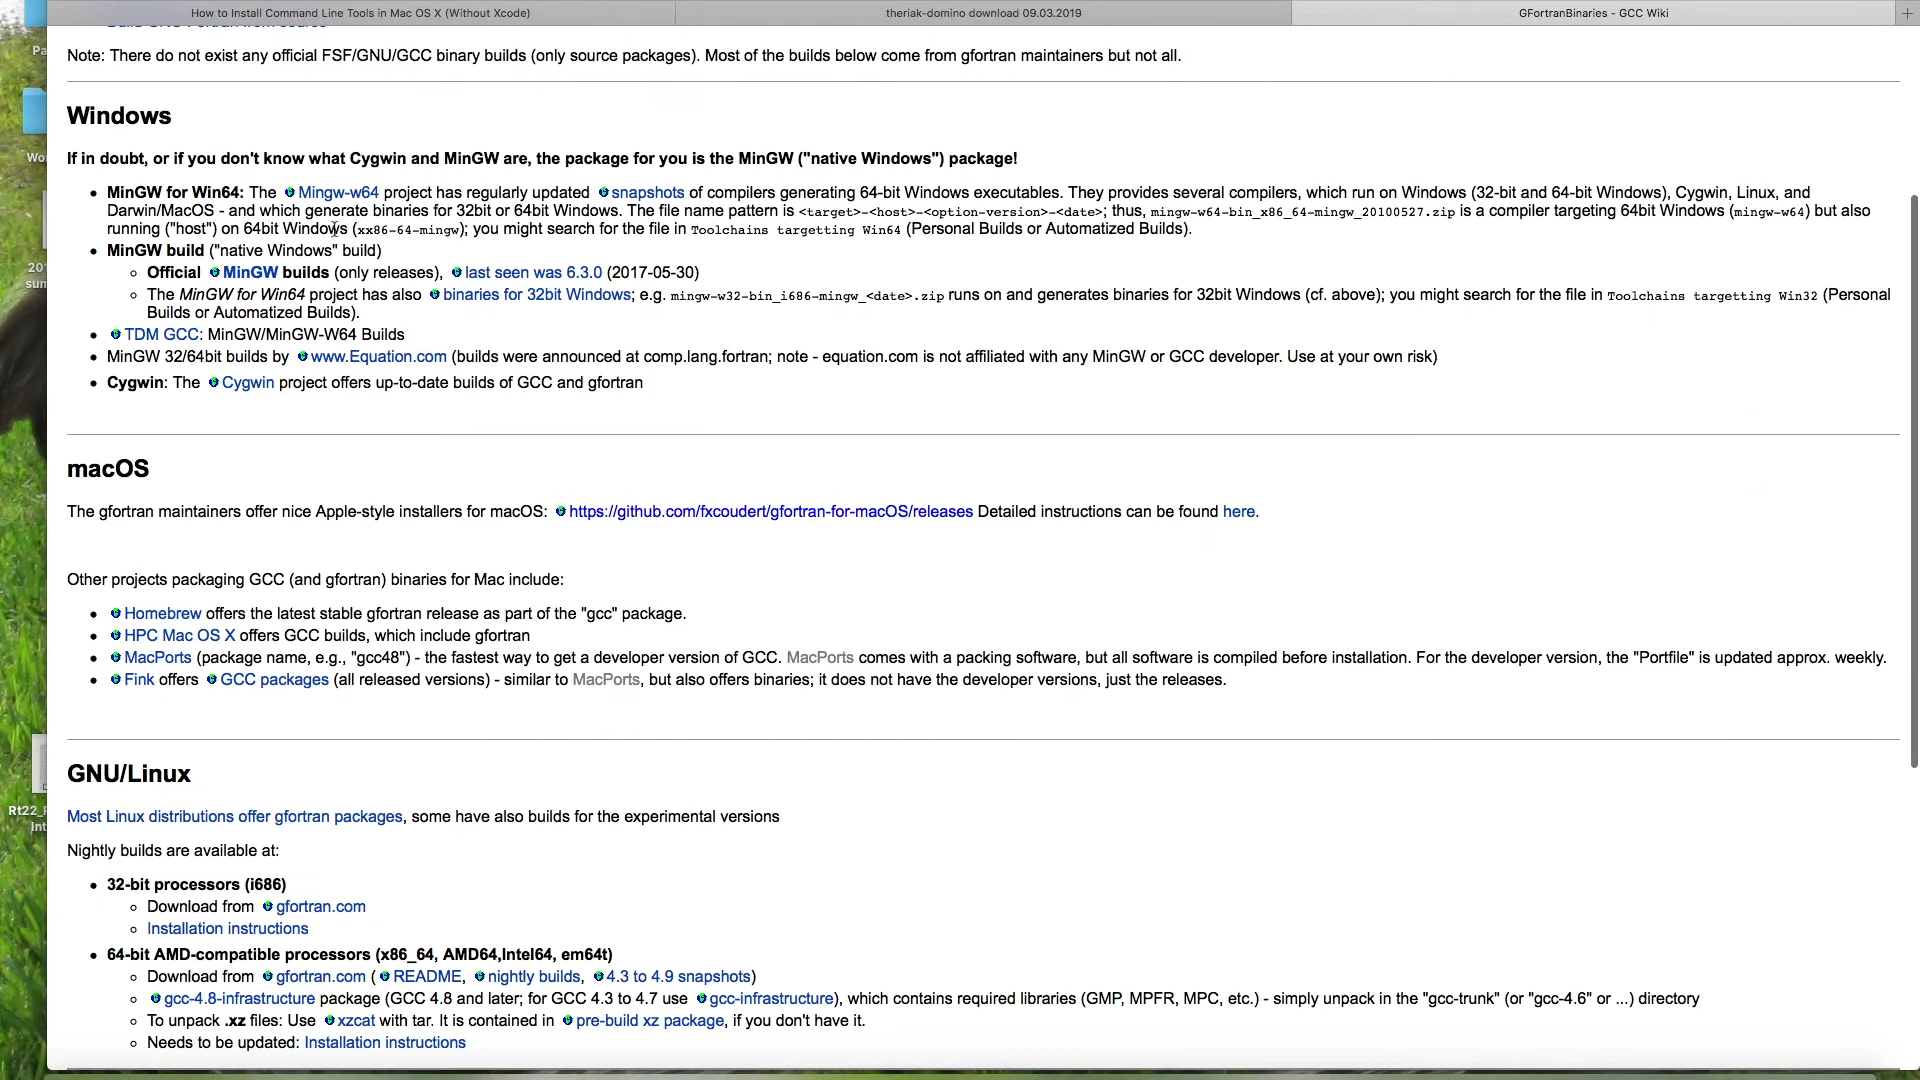 How to Install Command Line Tools in Mac OS X (Without Xcode)
theriak-domino download 09.03.2019
GFortranBinaries - GCC Wiki
Note: There do not exist any official FSF/GNU/GCC binary builds (only source packages). Most of the builds below come from gfortran maintainers but not all.
Windows
If in doubt, or if you don't know what Cygwin and MinGW are, the package for you is the MinGW ("native Windows") package!
MinGW for Win64: The Mingw-w64 project has regularly updated snapshots of compilers generating 64-bit Windows executables. They provides several compilers, which run on Windows (32-bit and 64-bit Windows), Cygwin, Linux, and
Darwin/MacOS - and which generate binaries for 32bit or 64bit Windows. The file name pattern is <target>-<host>-<option-version>-<date>; thus, mingw-w64-bin_x86_64-mingw_20100527.zip is a compiler targeting 64bit Windows (mingw-w64) but also
running ("host") on 64bit Windows (xx86-64-mingw); you might search for the file in Toolchains targetting Win64 (Personal Builds or Automatized Builds).
MinGW build ("native Windows" build)
Official MinGW builds (only releases), last seen was 6.3.0 (2017-05-30)
The MinGW for Win64 project has also binaries for 32bit Windows; e.g. mingw-w32-bin_i686-mingw_<date>.zip runs on and generates binaries for 32bit Windows (cf. above); you might search for the file in Toolchains targetting Win32 (Personal
Builds or Automatized Builds).
TDM GCC: MinGW/MinGW-W64 Builds
MinGW 32/64bit builds by www.Equation.com (builds were announced at comp.lang.fortran; note - equation.com is not affiliated with any MinGW or GCC developer. Use at your own risk)
Cygwin: The Cygwin project offers up-to-date builds of GCC and gfortran
macOS
The gfortran maintainers offer nice Apple-style installers for macOS: https://github.com/fxcoudert/gfortran-for-macOS/releases Detailed instructions can be found here.
Other projects packaging GCC (and gfortran) binaries for Mac include:
Homebrew offers the latest stable gfortran release as part of the "gcc" package.
HPC Mac OS X offers GCC builds, which include gfortran
MacPorts (package name, e.g., "gcc48") - the fastest way to get a developer version of GCC. MacPorts comes with a packing software, but all software is compiled before installation. For the developer version, the "Portfile" is updated approx. weekly.
Fink offers GCC packages (all released versions) - similar to MacPorts, but also offers binaries; it does not have the developer versions, just the releases.
GNU/Linux
Most Linux distributions offer gfortran packages, some have also builds for the experimental versions
Nightly builds are available at:
32-bit processors (i686)
Download from gfortran.com
Installation instructions
64-bit AMD-compatible processors (x86_64, AMD64,Intel64, em64t)
Download from gfortran.com ( README, nightly builds, 4.3 to 4.9 snapshots)
gcc-4.8-infrastructure package (GCC 4.8 and later; for GCC 4.3 to 4.7 use gcc-infrastructure), which contains required libraries (GMP, MPFR, MPC, etc.) - simply unpack in the "gcc-trunk" (or "gcc-4.6" or ...) directory
To unpack .xz files: Use xzcat with tar. It is contained in pre-build xz package, if you don't have it.
Needs to be updated: Installation instructions